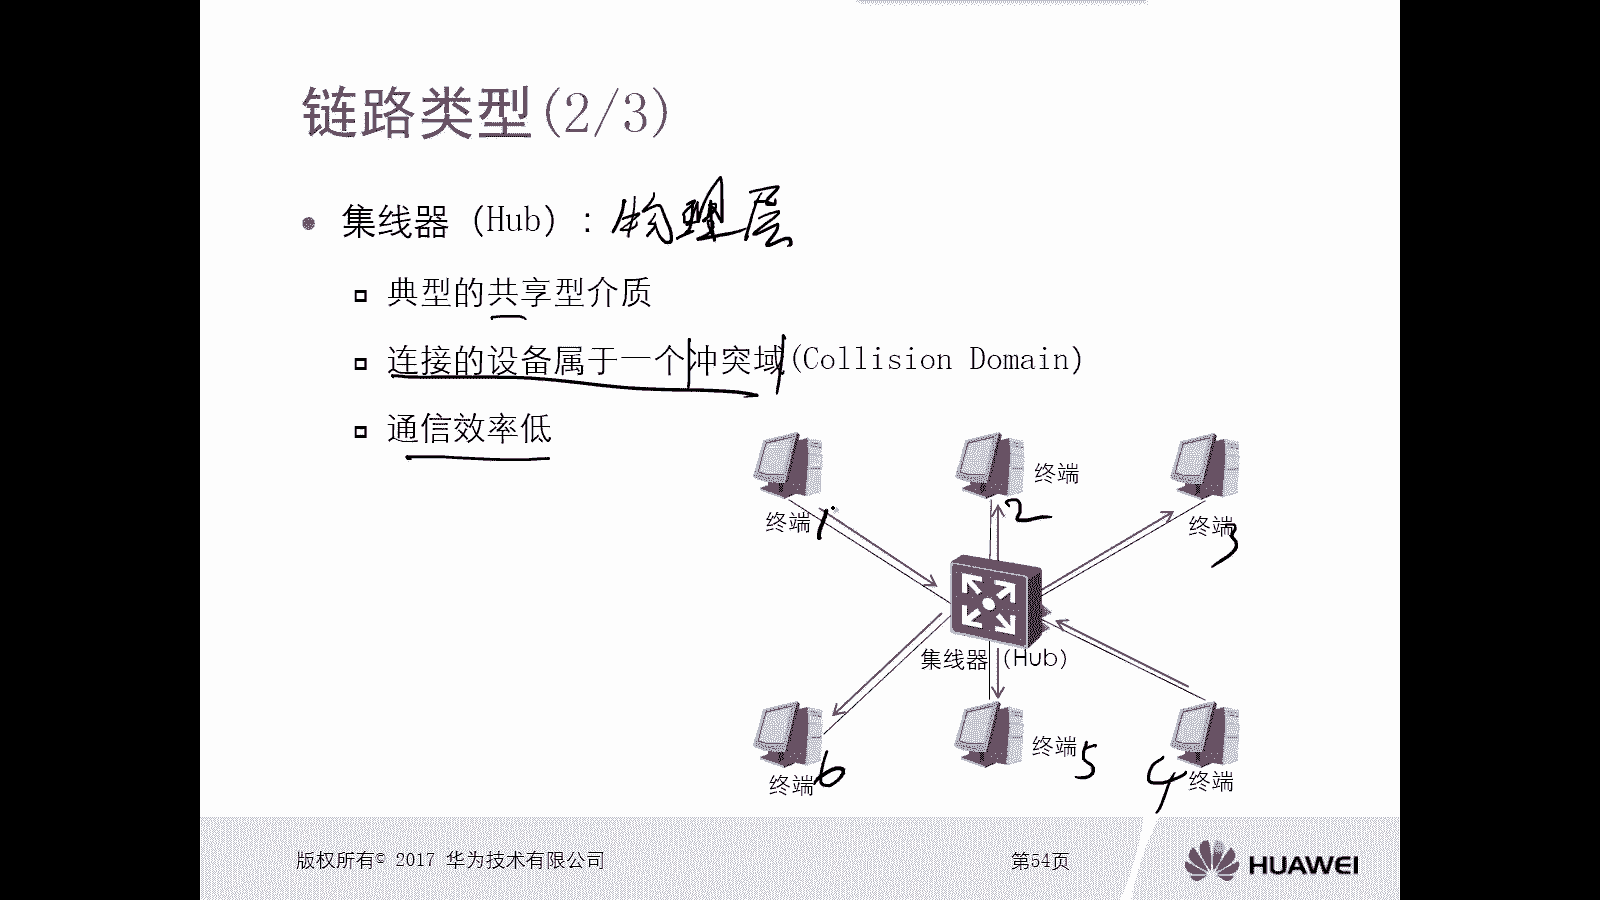 链路类型(2/3)
集线器（Hub）：物理层
典型的共享型介质
连接的设备属于一个冲突域(Collision Domain)
通信效率低
终端1
终端
2
终端3
集线器（Hub）
终端6
终端5
4终端
版权所有© 2017 华为技术有限公司
第54页
HUAWEI